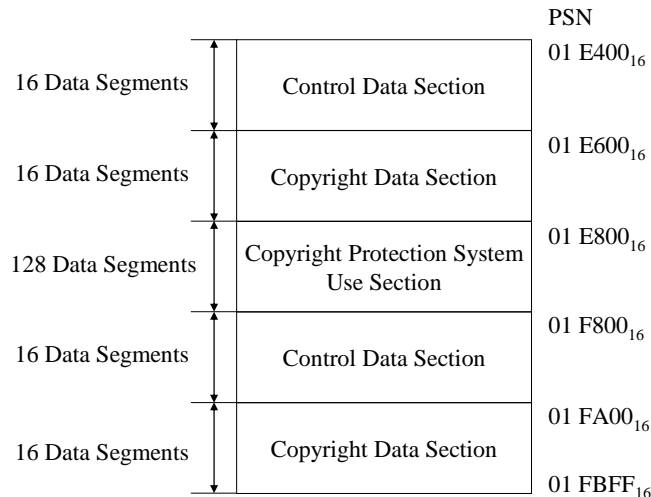 PSN
01 E400₁₆
16 Data Segments
Control Data Section
01 E600₁₆
16 Data Segments
Copyright Data Section
01 E800₁₆
128 Data Segments
Copyright Protection System
Use Section
01 F800₁₆
16 Data Segments
Control Data Section
01 FA00₁₆
16 Data Segments
Copyright Data Section
01 FBFF₁₆